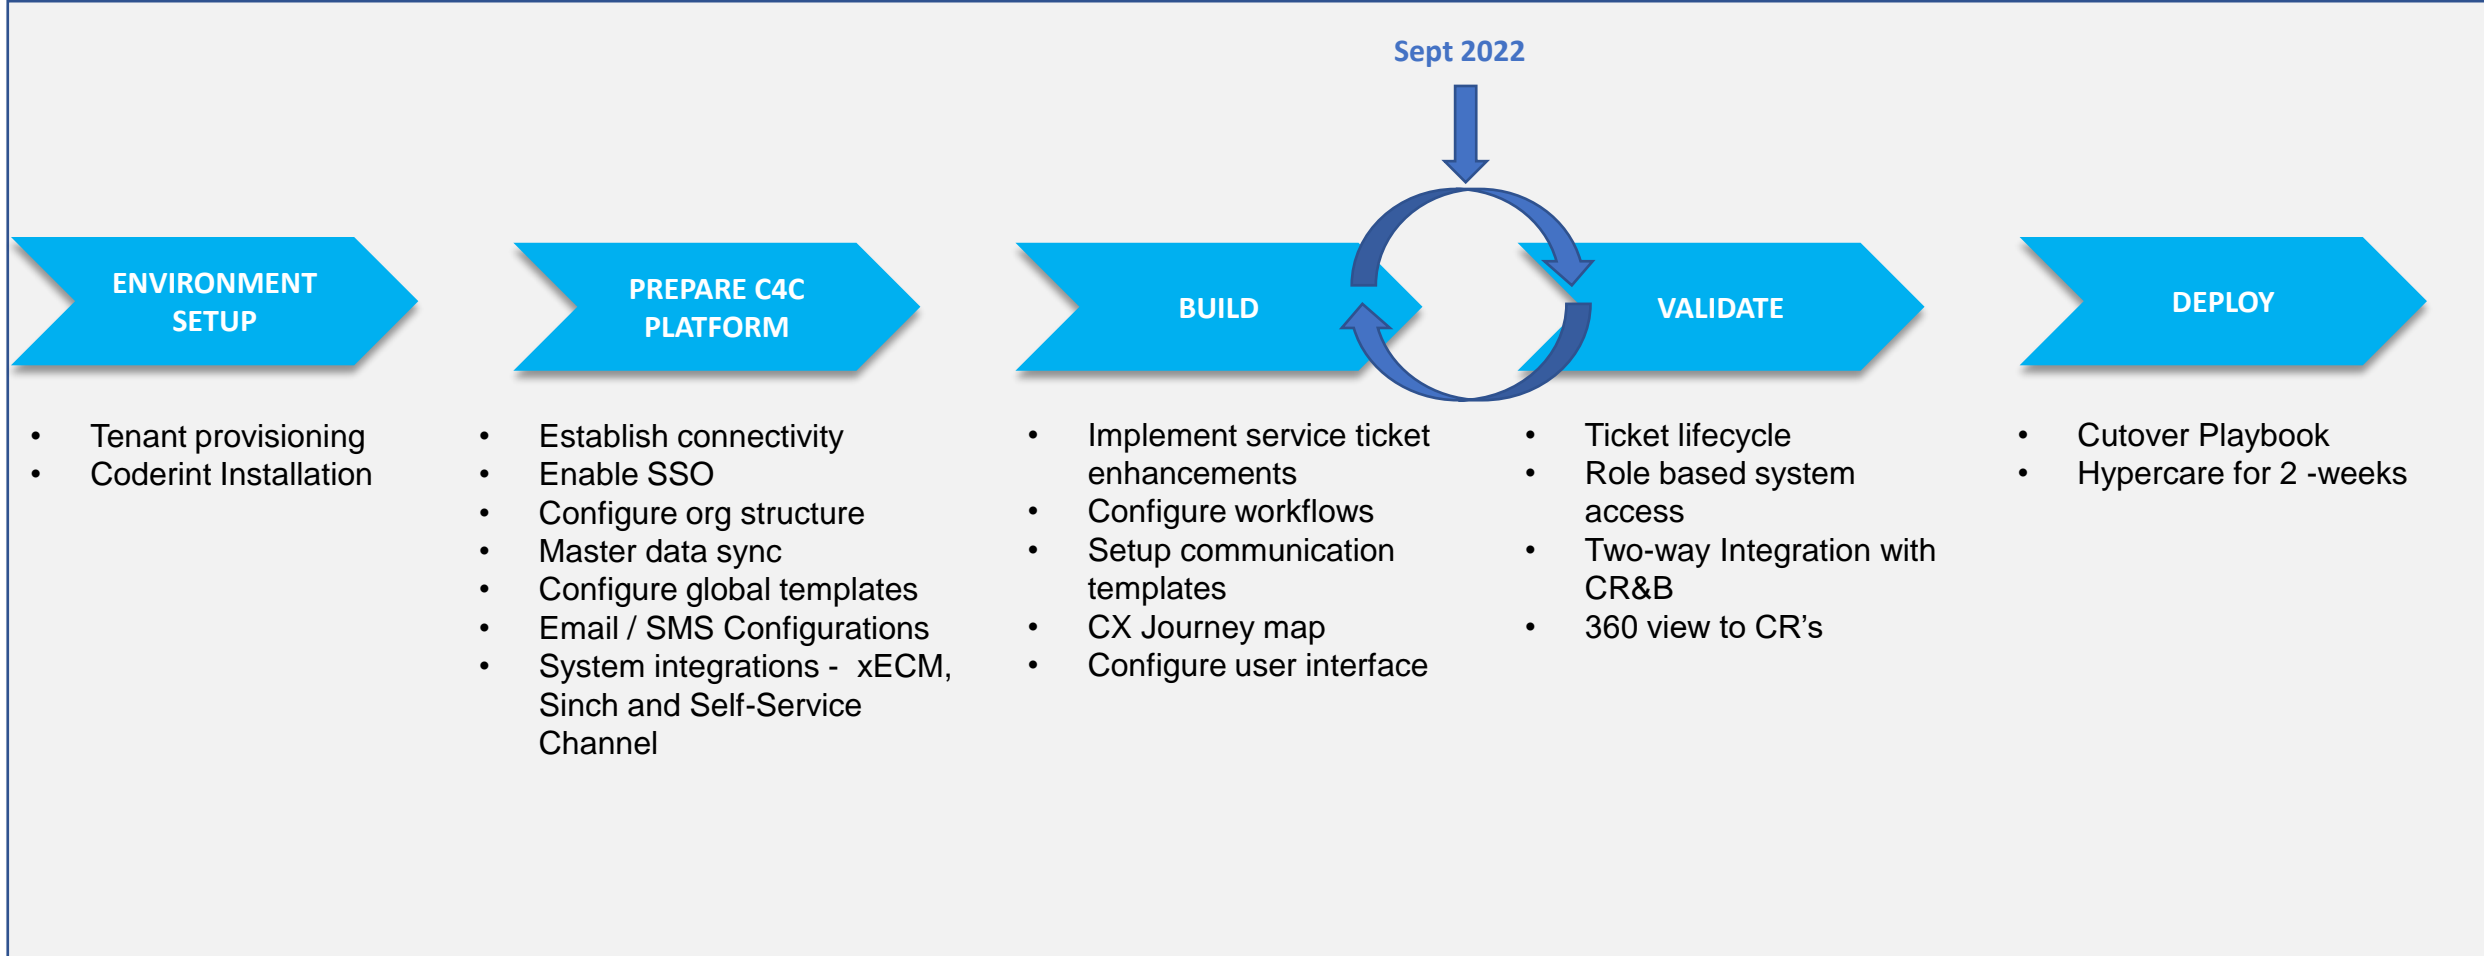 Sept 2022
ENVIRONMENT
SETUP
PREPARE C4C
PLATFORM
BUILD
VALIDATE
DEPLOY
• Tenant provisioning
• Coderint Installation
• Establish connectivity
• Enable SSO
• Configure org structure
• Master data sync
• Configure global templates
• Email / SMS Configurations
• System integrations - xECM,
Sinch and Self-Service
Channel
• Implement service ticket
enhancements
• Configure workflows
• Setup communication
templates
• CX Journey map
• Configure user interface
• Ticket lifecycle
• Role based system
access
• Two-way Integration with
CR&B
• 360 view to CR’s
• Cutover Playbook
• Hypercare for 2 -weeks